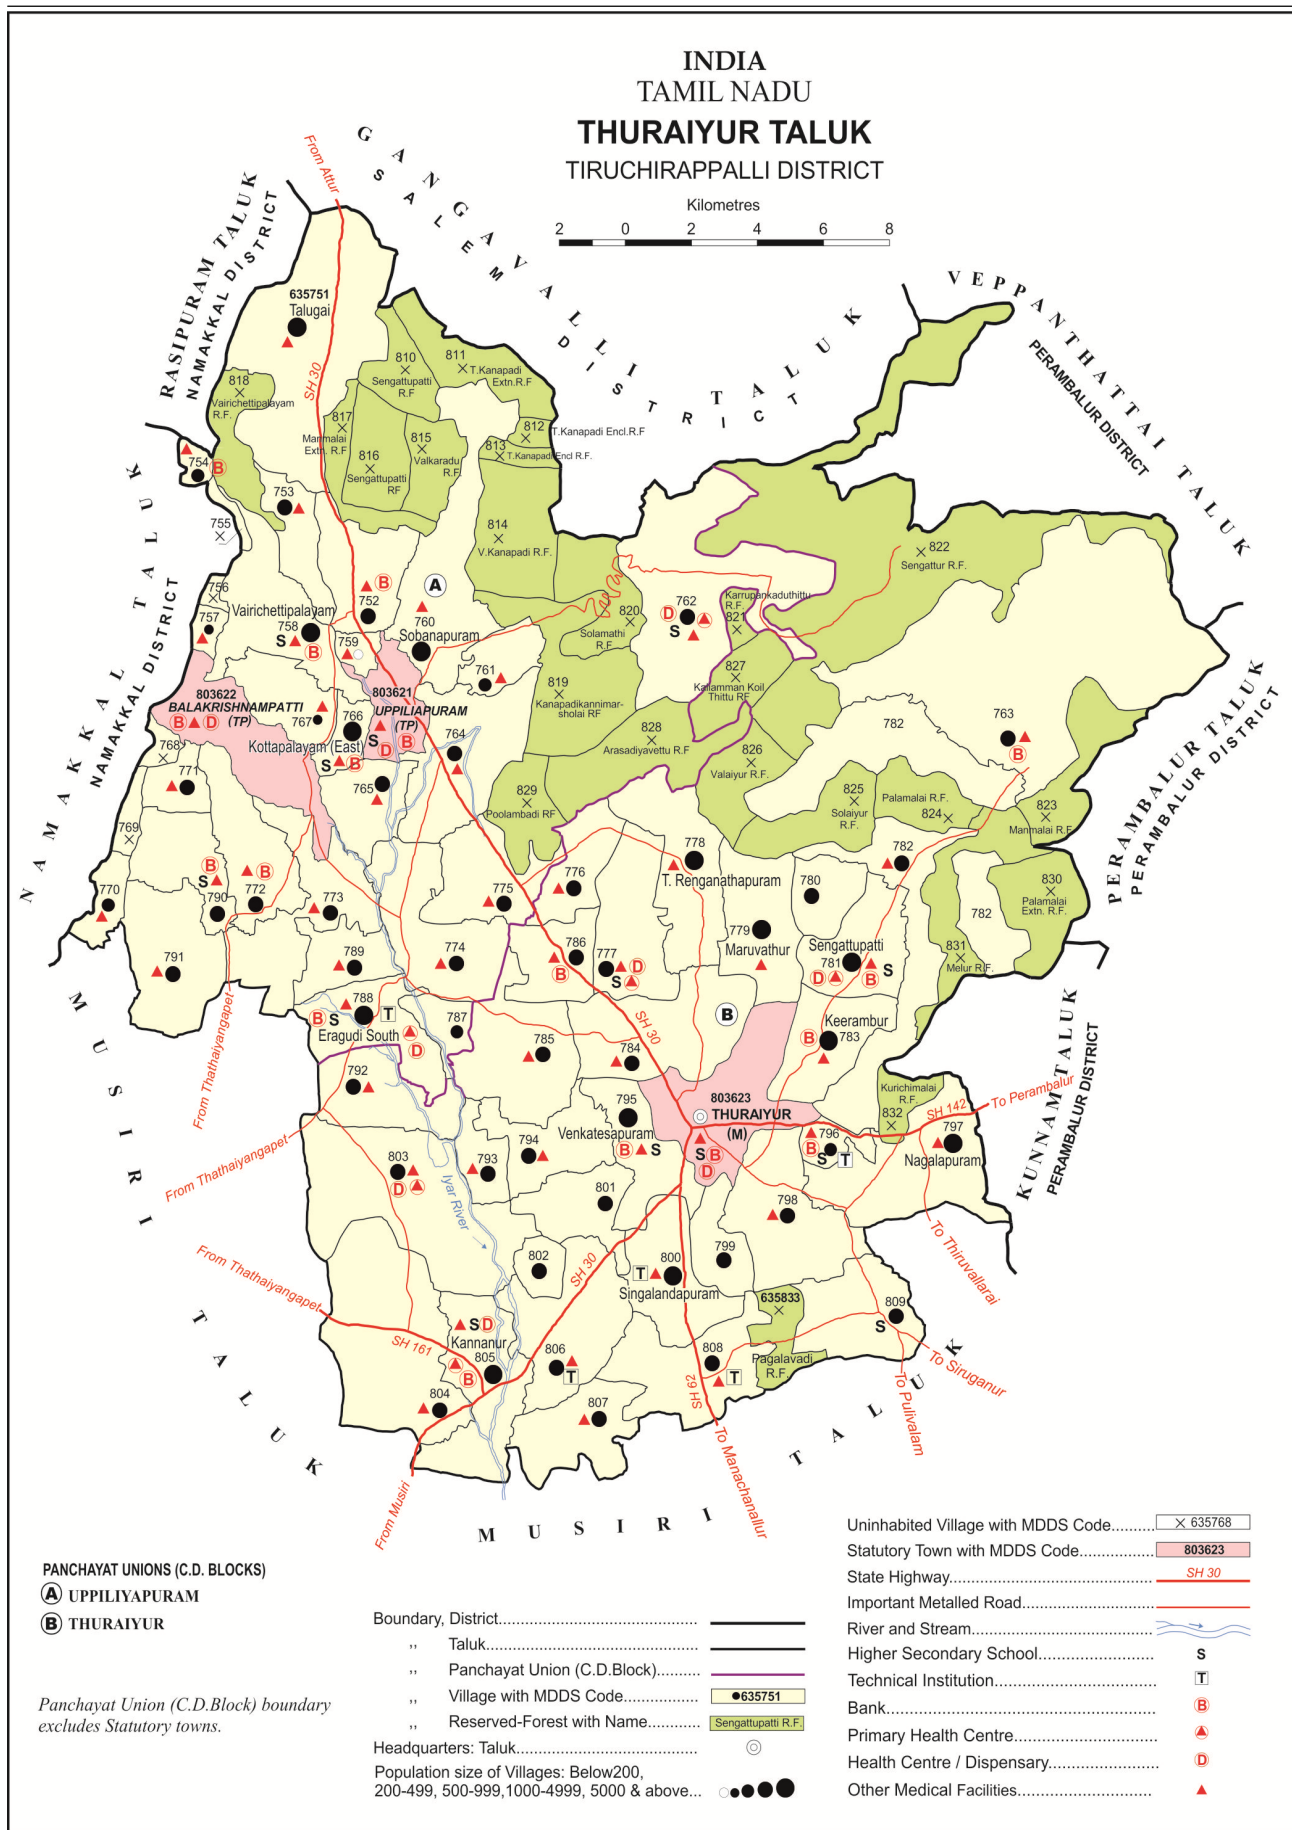 INDIA
TAMIL NADU
THURAIYUR TALUK
TIRUCHIRAPPALLI DISTRICT
Kilometres
2 0 2 4 6 8
GANGAVALLI TALUK
SALEM DISTRICT
RASIPURAM TALUK
NAMAKKAL DISTRICT
VEPPANTHATTAI TALUK
PERAMBALUR DISTRICT
NAMAKKAL TALUK
NAMAKKAL DISTRICT
PERAMBALUR TALUK
PERAMBALUR DISTRICT
KUNNAM TALUK
PERAMBALUR DISTRICT
MUSIRI TALUK
MUSIRI TALUK
From Attur
635751
Talugai
SH 30
818
Vairichettipalayam
R.F.
810
Sengattupatti
R.F
811
T.Kanapadi
Extn.R.F
817
Manmalai
Extn. R.F
816
Sengattupatti
RF
815
Valkaradu
R.F.
812
T.Kanapadi Encl.R.F
813
T.Kanapadi Encl R.F.
814
V.Kanapadi R.F.
754
B
753
755
756
757
Vairichettipalayam
758
S
B
752
B
A
759
760
Sobanapuram
761
820
Solamathi
R.F
762
D
S
Karrupankaduthittu
R.F.
821
822
Sengattur R.F.
827
Kallamman Koil
Thittu RF
819
Kanapadikannimar-
sholai RF
828
Arasadiyavettu R.F
826
Valaiyur R.F.
782
763
B
803622
BALAKRISHNAMPATTI
(TP)
B D
803621
UPPILIAPURAM
(TP)
S
D B
767
766
Kottapalayam (East)
S B
764
765
768
771
769
770
829
Poolambadi RF
825
Solaiyur
R.F.
Palamalai R.F.
824
823
Manmalai R.F
830
Palamalai
Extn. R.F.
782
831
Melur R.F.
778
T. Renganathapuram
780
782
B
S
790
B
772
773
775
776
779
Maruvathur
Sengattupatti
781
S
D B
791
789
774
786
B
777
D
S
B
788
B S T
Eragudi South
D
787
785
784
SH 30
Keerambur
783
B
Kurichimalai
R.F.
832
SH 142
To Perambalur
792
795
Venkatesapuram
B S
803623
THURAIYUR
(M)
S B
D
796
B
S T
797
Nagalapuram
From Thathaiyangapet
From Thathaiyangapet
803
D
793
794
Iyar River
801
798
799
802
SH 30
800
T
Singalandapuram
635833
Pagalavadi
R.F.
809
S
To Thiruvallarai
To Siruganur
To Pulivalam
From Thathaiyangapet
SH 161
S D
Kannanur
805
B
804
806
T
807
808
T
SH 62
To Manachanallur
From Musiri
PANCHAYAT UNIONS (C.D. BLOCKS)
A UPPILIYAPURAM
B THURAIYUR
Panchayat Union (C.D.Block) boundary
excludes Statutory towns.
Boundary, District
,, Taluk
,, Panchayat Union (C.D.Block)
,, Village with MDDS Code 635751
,, Reserved-Forest with Name Sengattupatti R.F.
Headquarters: Taluk
Population size of Villages: Below200,
200-499, 500-999,1000-4999, 5000 & above...
Uninhabited Village with MDDS Code 635768
Statutory Town with MDDS Code 803623
State Highway SH 30
Important Metalled Road
River and Stream
Higher Secondary School S
Technical Institution T
Bank B
Primary Health Centre
Health Centre / Dispensary D
Other Medical Facilities